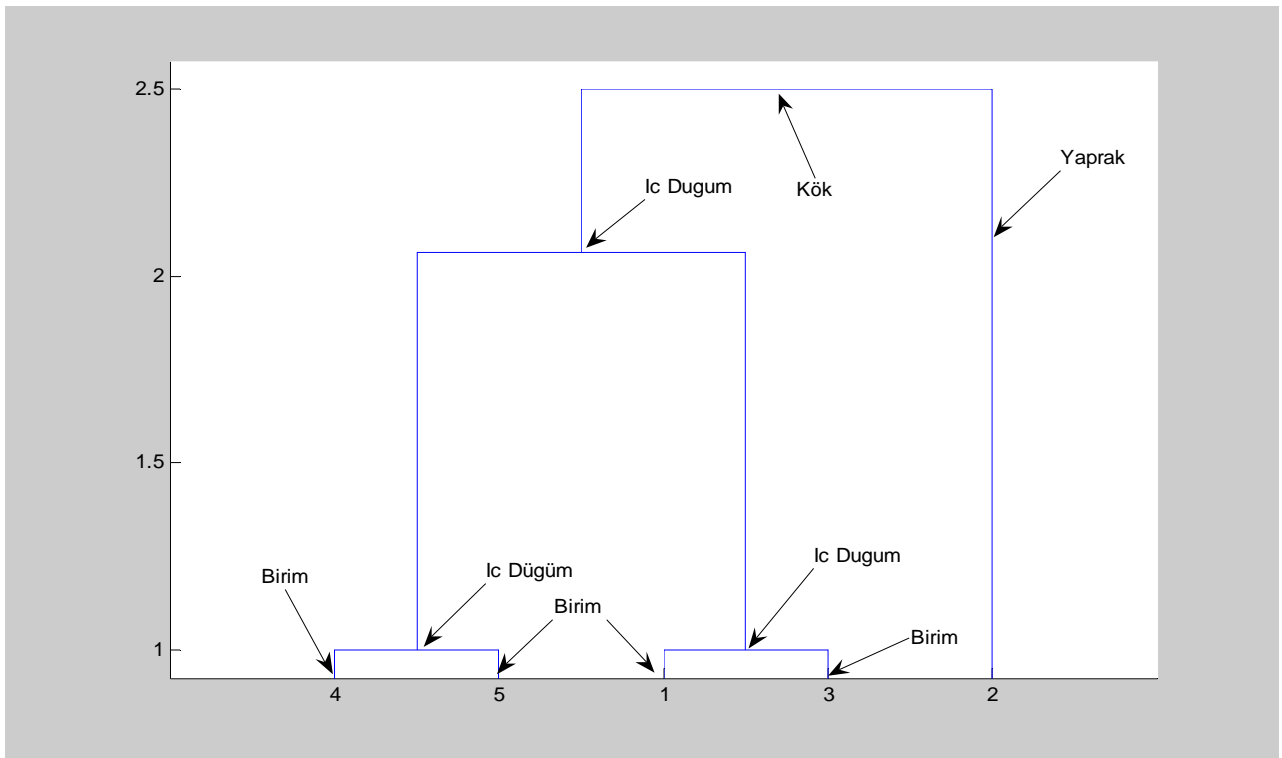 2.5
Yaprak
Ic Dugum
Kök
2
1.5
Ic Dugum
Ic Dügüm
Birim
Birim
Birim
1
4 5 1 3 2